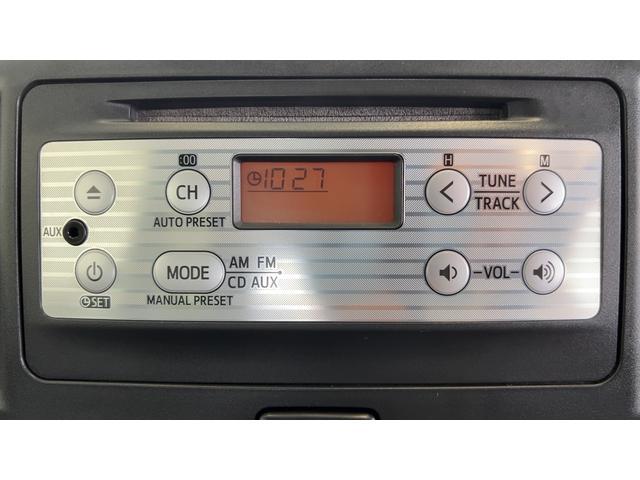 :00
H
M
CH
1027
TUNE
TRACK
AUTO PRESET
AUX
MODE
AM FM
CD AUX
-VOL-
SET
MANUAL PRESET